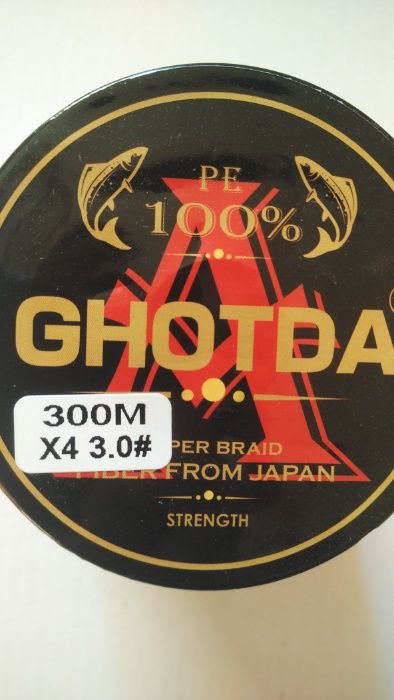 PE
100%
GHOTDA
300M
X4 3.0#
PER BRAID
FIBER FROM JAPAN
STRENGTH